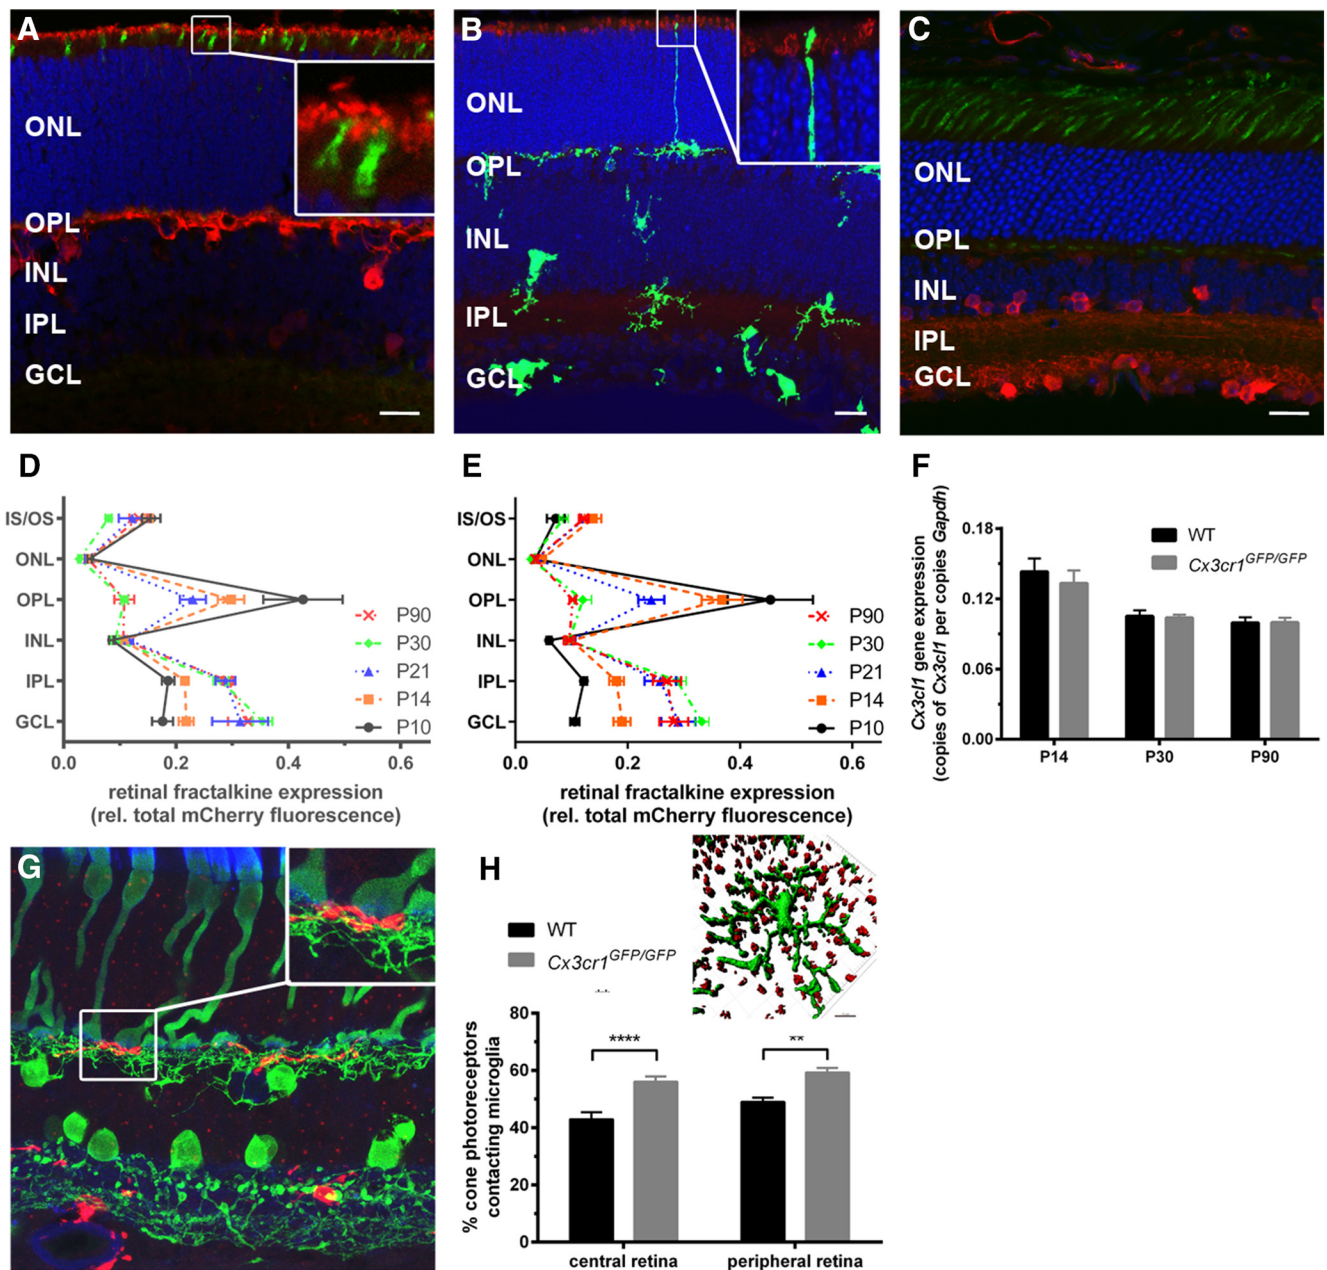 A
ONL
OPL
INL
IPL
GCL
B
ONL
OPL
INL
IPL
GCL
C
ONL
OPL
INL
IPL
GCL
D
IS/OS
ONL
OPL
INL
IPL
GCL
P90
P30
P21
P14
P10
0.0 0.2 0.4 0.6
retinal fractalkine expression
(rel. total mCherry fluorescence)
E
IS/OS
ONL
OPL
INL
IPL
GCL
P90
P30
P21
P14
P10
0.0 0.2 0.4 0.6
retinal fractalkine expression
(rel. total mCherry fluorescence)
F
Cx3cl1 gene expression
(copies of Cx3cl1 per copies Gapdh)
0.18
0.12
0.06
0.00
WT
Cx3cr1GFP/GFP
P14 P30 P90
G
H
WT
Cx3cr1GFP/GFP
% cone photoreceptors
contacting microglia
80
60
40
20
0
**** **
central retina peripheral retina